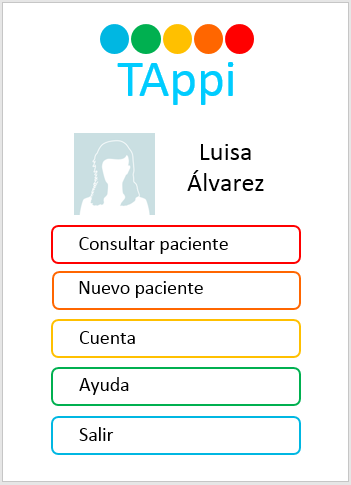 TAppi
Luisa
Álvarez
Consultar paciente
Nuevo paciente
Cuenta
Ayuda
Salir